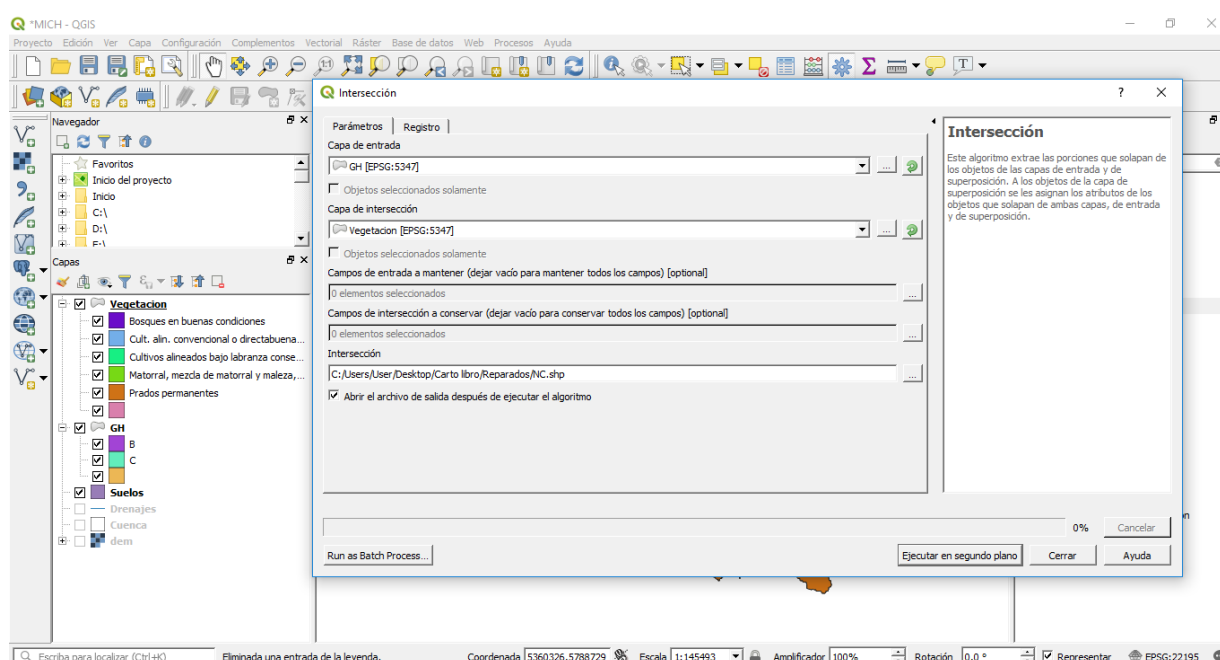 *MICH - QGIS
Proyecto Edición Ver Capa Configuración Complementos Vectorial Ráster Base de datos Web Procesos Ayuda
Intersección
Navegador
Favoritos
Inicio del proyecto
Inicio
C:\
D:\
E:\
Capas
Vegetacion
Bosques en buenas condiciones
Cult. alin. convencional o directabuena...
Cultivos alineados bajo labranza conse...
Matorral, mezcla de matorral y maleza,...
Prados permanentes
GH
B
C
Suelos
Drenajes
Cuenca
dem
Parámetros Registro
Capa de entrada
GH [EPSG:5347]
...
Objetos seleccionados solamente
Capa de intersección
Vegetacion [EPSG:5347]
...
Objetos seleccionados solamente
Campos de entrada a mantener (dejar vacío para mantener todos los campos) [optional]
0 elementos seleccionados
...
Campos de intersección a conservar (dejar vacío para conservar todos los campos) [optional]
0 elementos seleccionados
...
Intersección
C:/Users/User/Desktop/Carto libro/Reparados/NC.shp
...
Abrir el archivo de salida después de ejecutar el algoritmo
Intersección
Este algoritmo extrae las porciones que solapan de
los objetos de las capas de entrada y de
superposición. A los objetos de la capa de
superposición se les asignan los atributos de los
objetos que solapan de ambas capas, de entrada
y de superposición.
0% Cancelar
Run as Batch Process... Ejecutar en segundo plano Cerrar Ayuda
Escriba para localizar (Ctrl+K) Eliminada una entrada de la leyenda. Coordenada 5360326,5788729 Escala 1:145493 Amplificador 100% Rotación 0,0 ° Representar EPSG:22195